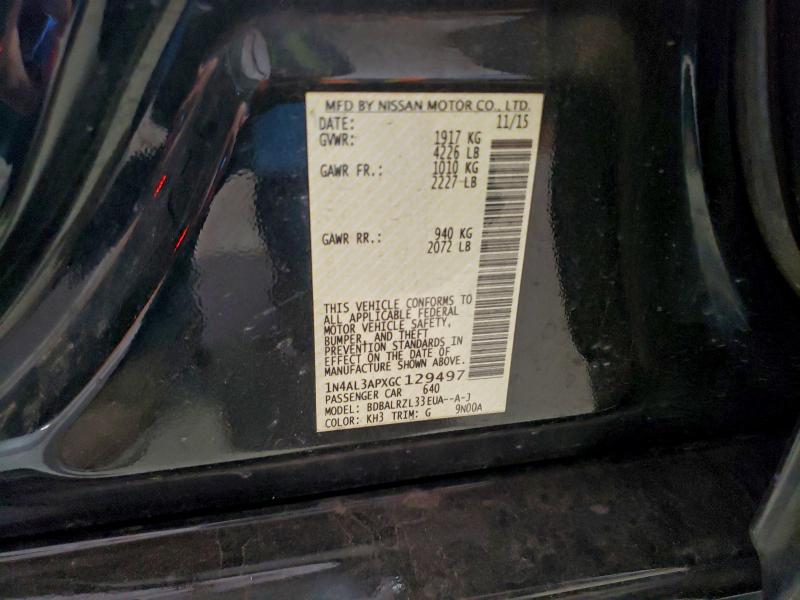 MFD BY NISSAN MOTOR CO., LTD.
DATE: 11/15
GVWR: 1917 KG
4226 LB
GAWR FR.: 1010 KG
2227 LB
GAWR RR.: 940 KG
2072 LB
THIS VEHICLE CONFORMS TO
ALL APPLICABLE FEDERAL
MOTOR VEHICLE SAFETY,
BUMPER, AND THEFT
PREVENTION STANDARDS IN
EFFECT ON THE DATE OF
MANUFACTURE SHOWN ABOVE.
1N4AL3APXGC129497
PASSENGER CAR 640
MODEL: BDBALRZL33EUA--A-J
COLOR: KH3 TRIM: G 9N00A